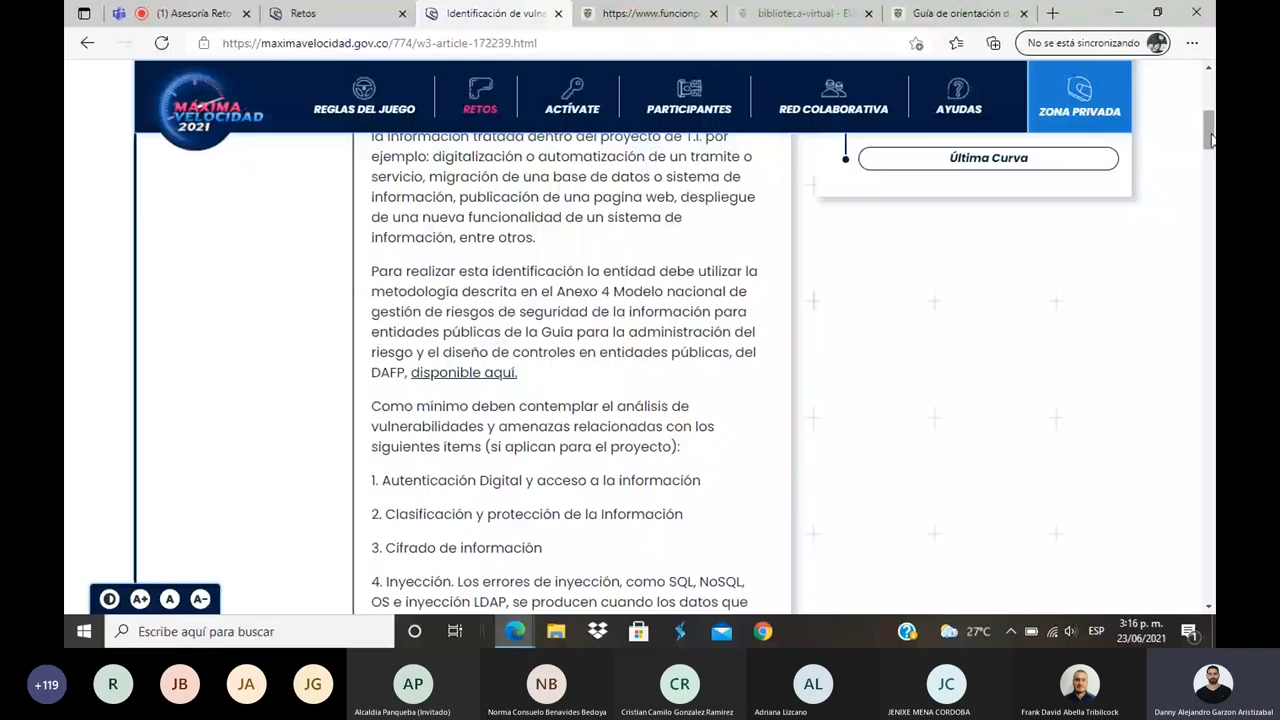 (1) Asesoría Reto
Retos
Identificación de vulne
https://www.funcionp
biblioteca-virtual - EV
Guía de orientación d
https://maximavelocidad.gov.co/774/w3-article-172239.html
No se está sincronizando
MÁXIMA
VELOCIDAD
2021
REGLAS DEL JUEGO
RETOS
ACTÍVATE
PARTICIPANTES
RED COLABORATIVA
AYUDAS
ZONA PRIVADA
la información tratada dentro del proyecto de T.I. por
ejemplo: digitalización o automatización de un tramite o
servicio, migración de una base de datos o sistema de
información, publicación de una pagina web, despliegue
de una nueva funcionalidad de un sistema de
información, entre otros.
Última Curva
Para realizar esta identificación la entidad debe utilizar la
metodología descrita en el Anexo 4 Modelo nacional de
gestión de riesgos de seguridad de la información para
entidades públicas de la Guía para la administración del
riesgo y el diseño de controles en entidades públicas, del
DAFP, disponible aquí.
Como mínimo deben contemplar el análisis de
vulnerabilidades y amenazas relacionadas con los
siguientes ítems (si aplican para el proyecto):
1. Autenticación Digital y acceso a la información
2. Clasificación y protección de la Información
3. Cifrado de información
4. Inyección. Los errores de inyección, como SQL, NoSQL,
OS e inyección LDAP, se producen cuando los datos que
A+
A
A-
Escribe aquí para buscar
27°C
ESP
3:16 p. m.
23/06/2021
1
+119
R
JB
JA
JG
AP
Alcaldia Panqueba (Invitado)
NB
Norma Consuelo Benavides Bedoya
CR
Cristian Camilo Gonzalez Ramirez
AL
Adriana Lizcano
JC
JENIXE MENA CORDOBA
Frank David Abella Tribilcock
Danny Alejandro Garzon Aristizabal